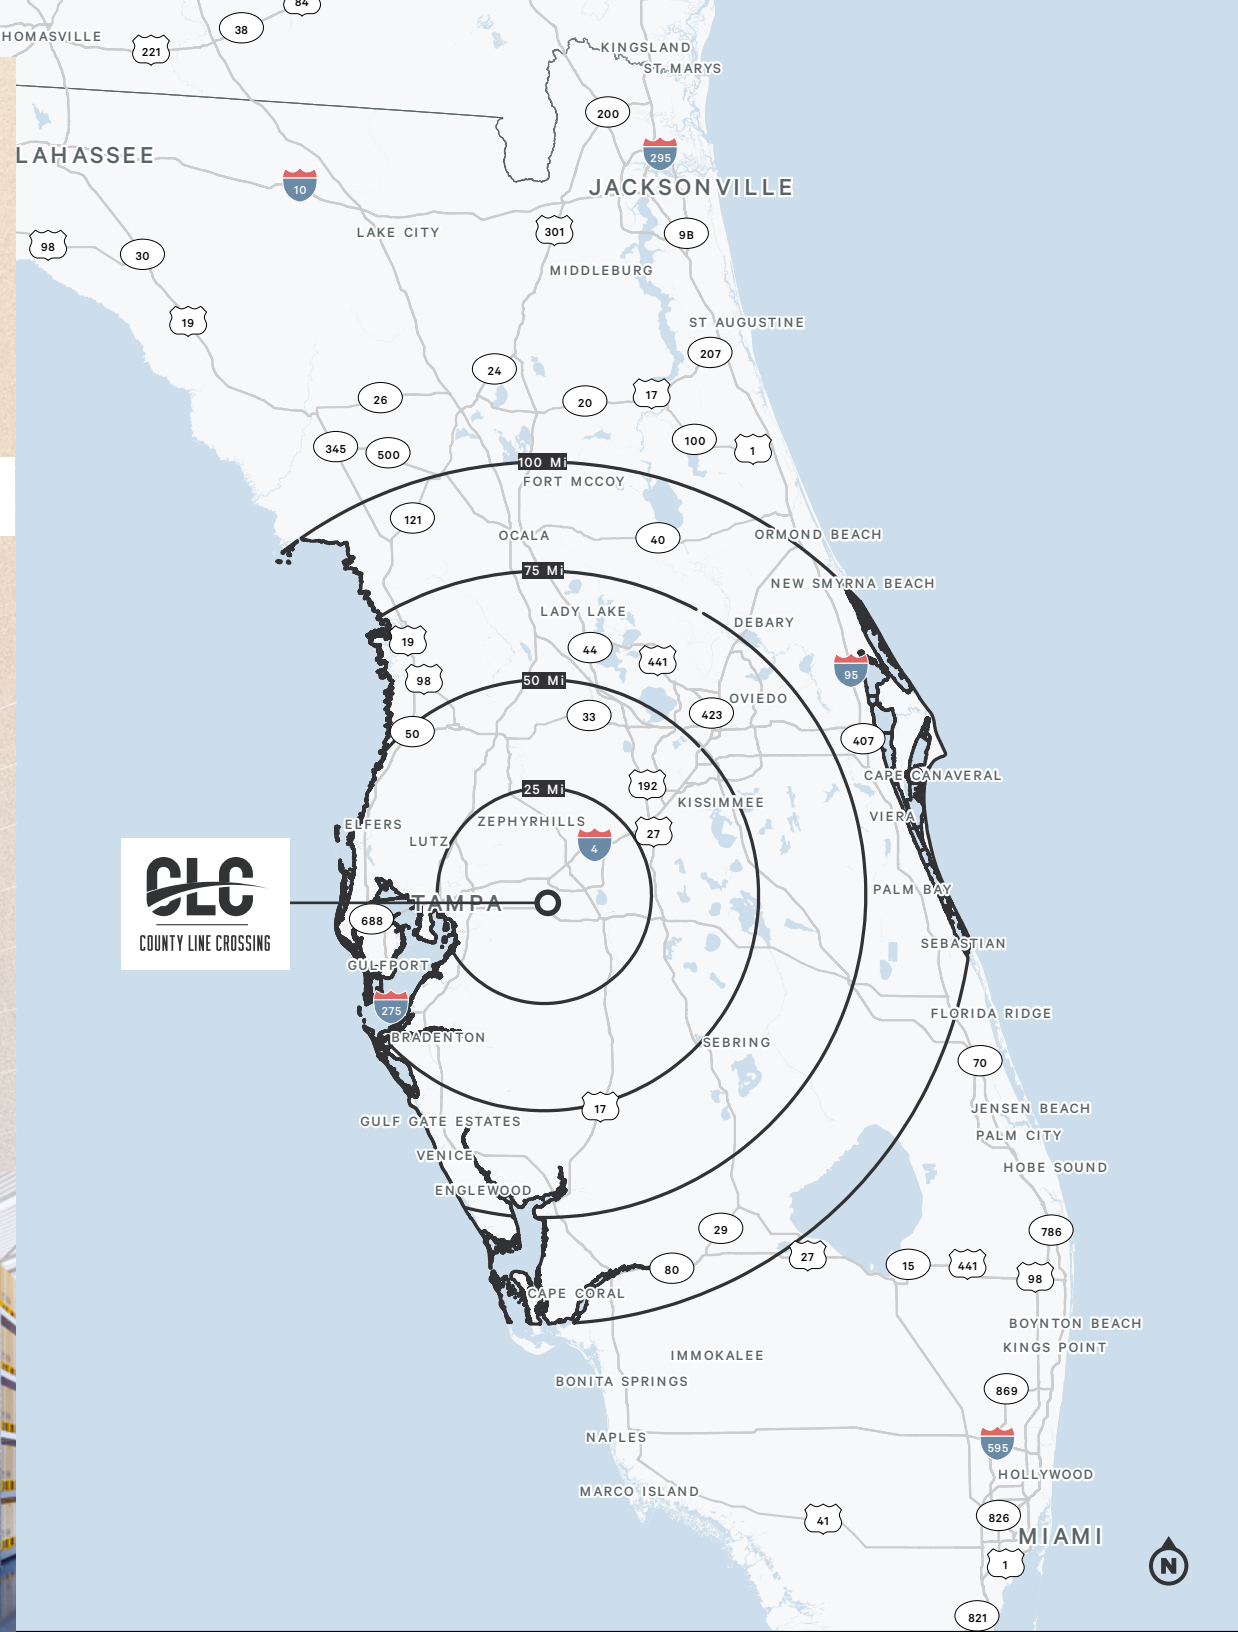 84
38
HOMASVILLE
221
KINGSLAND
ST. MARYS
200
295
LAHASSEE
10
JACKSONVILLE
LAKE CITY
301
9B
98
30
MIDDLEBURG
19
ST AUGUSTINE
207
24
26
20
17
345
500
100
1
100 Mi
FORT MCCOY
121
OCALA
40
ORMOND BEACH
75 Mi
NEW SMYRNA BEACH
LADY LAKE
DEBARY
19
44
441
98
95
50 Mi
OVIEDO
33
423
50
407
CAPE CANAVERAL
25 Mi
192
KISSIMMEE
ELFERS
ZEPHYRHILLS
VIERA
LUTZ
4
27
CLC
COUNTY LINE CROSSING
PALM BAY
TAMPA
688
SEBASTIAN
GULFPORT
275
FLORIDA RIDGE
BRADENTON
SEBRING
70
17
JENSEN BEACH
GULF GATE ESTATES
PALM CITY
VENICE
HOBE SOUND
ENGLEWOOD
29
786
27
15
441
80
98
CAPE CORAL
BOYNTON BEACH
KINGS POINT
IMMOKALEE
BONITA SPRINGS
869
NAPLES
595
HOLLYWOOD
MARCO ISLAND
41
826
MIAMI
1
N
821